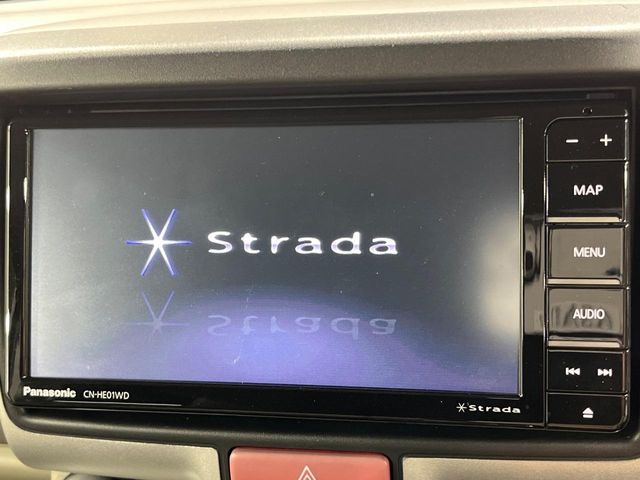 Strada
Panasonic CN-HE01WD
Strada
− +
MAP
MENU
AUDIO